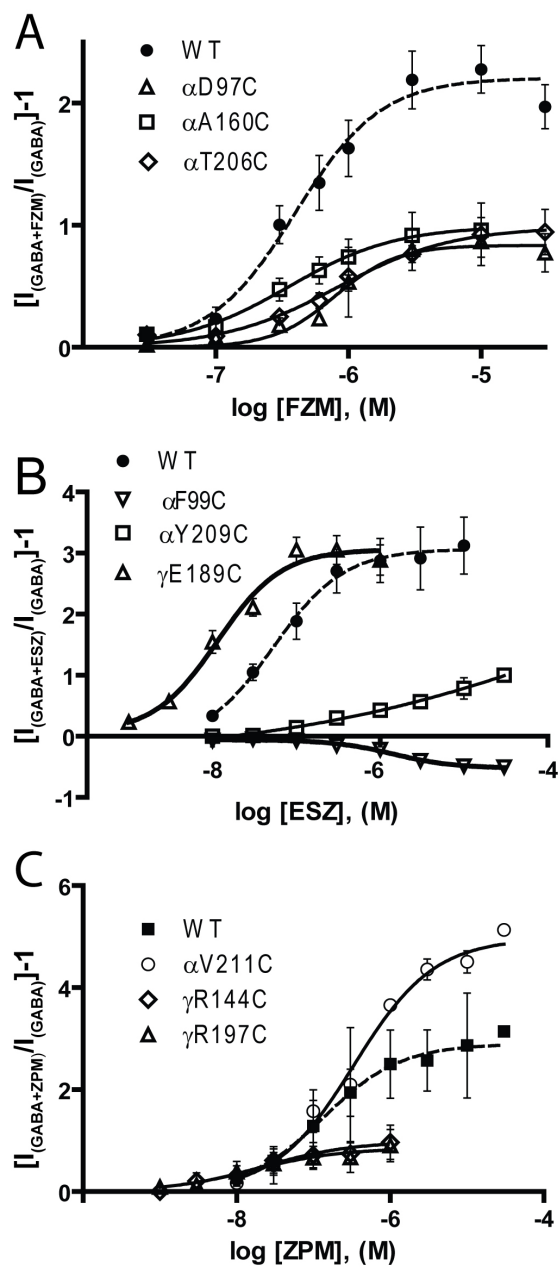 A
WT
αD97C
αA160C
αT206C
[I(GABA+FZM)/I(GABA)]-1
2
1
0
-7
-6
-5
log [FZM], (M)
B
WT
αF99C
αY209C
γE189C
[I(GABA+ESZ)/I(GABA)]-1
4
3
2
1
0
-1
-8
-6
-4
log [ESZ], (M)
C
WT
αV211C
γR144C
γR197C
[I(GABA+ZPM)/I(GABA)]-1
6
4
2
0
-8
-6
-4
log [ZPM], (M)